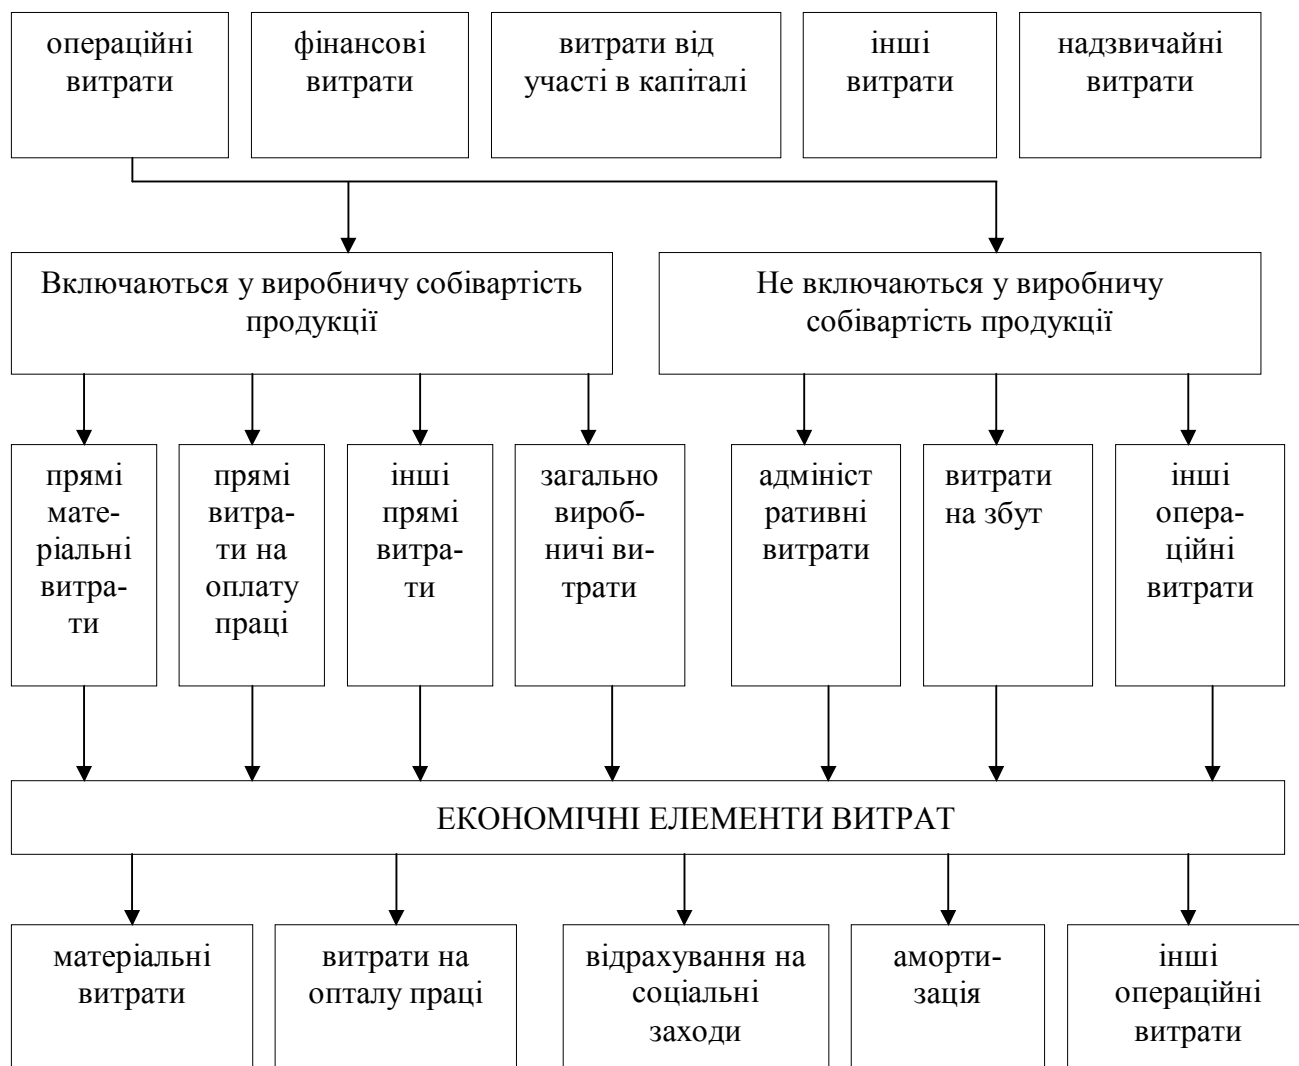 операційні
витрати
фінансові
витрати
витрати від
участі в капіталі
інші
витрати
надзвичайні
витрати
Включаються у виробничу собівартість
продукції
Не включаються у виробничу
собівартість продукції
прямі
мате-
ріальні
витра-
ти
прямі
витра-
ти на
оплату
праці
інші
прямі
витра-
ти
загально
вироб-
ничі ви-
трати
адмініст
ративні
витрати
витрати
на збут
інші
опера-
ційні
витрати
ЕКОНОМІЧНІ ЕЛЕМЕНТИ ВИТРАТ
матеріальні
витрати
витрати на
опталу праці
відрахування на
соціальні
заходи
аморти-
зація
інші
операційні
витрати